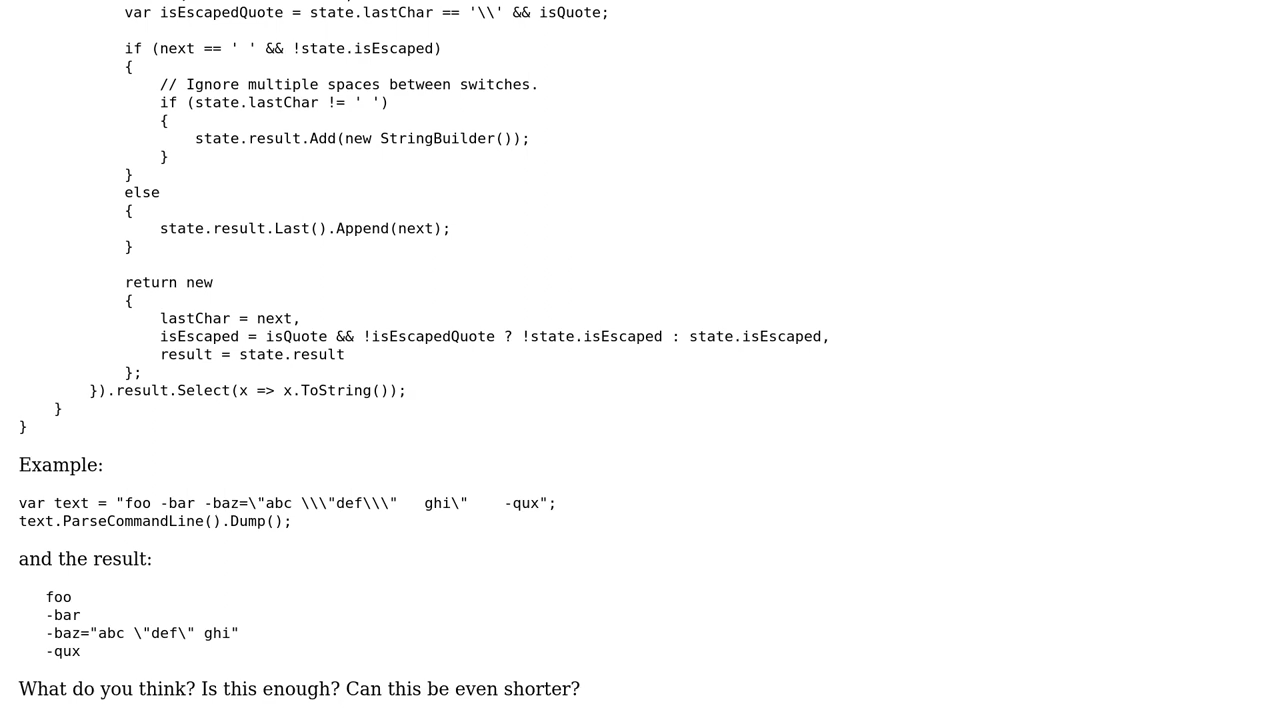 var isEscapedQuote = state.lastChar == '\\' && isQuote;
if (next == ' ' && !state.isEscaped)
{
// Ignore multiple spaces between switches.
if (state.lastChar != ' ')
{
state.result.Add(new StringBuilder());
}
}
else
{
state.result.Last().Append(next);
}
return new
{
lastChar = next,
isEscaped = isQuote && !isEscapedQuote ? !state.isEscaped : state.isEscaped,
result = state.result
};
}).result.Select(x => x.ToString());
}
}
Example:
var text = "foo -bar -baz=\"abc \\\"def\\\"   ghi\"    -qux";
text.ParseCommandLine().Dump();
and the result:
foo
-bar
-baz="abc \"def\" ghi"
-qux
What do you think? Is this enough? Can this be even shorter?